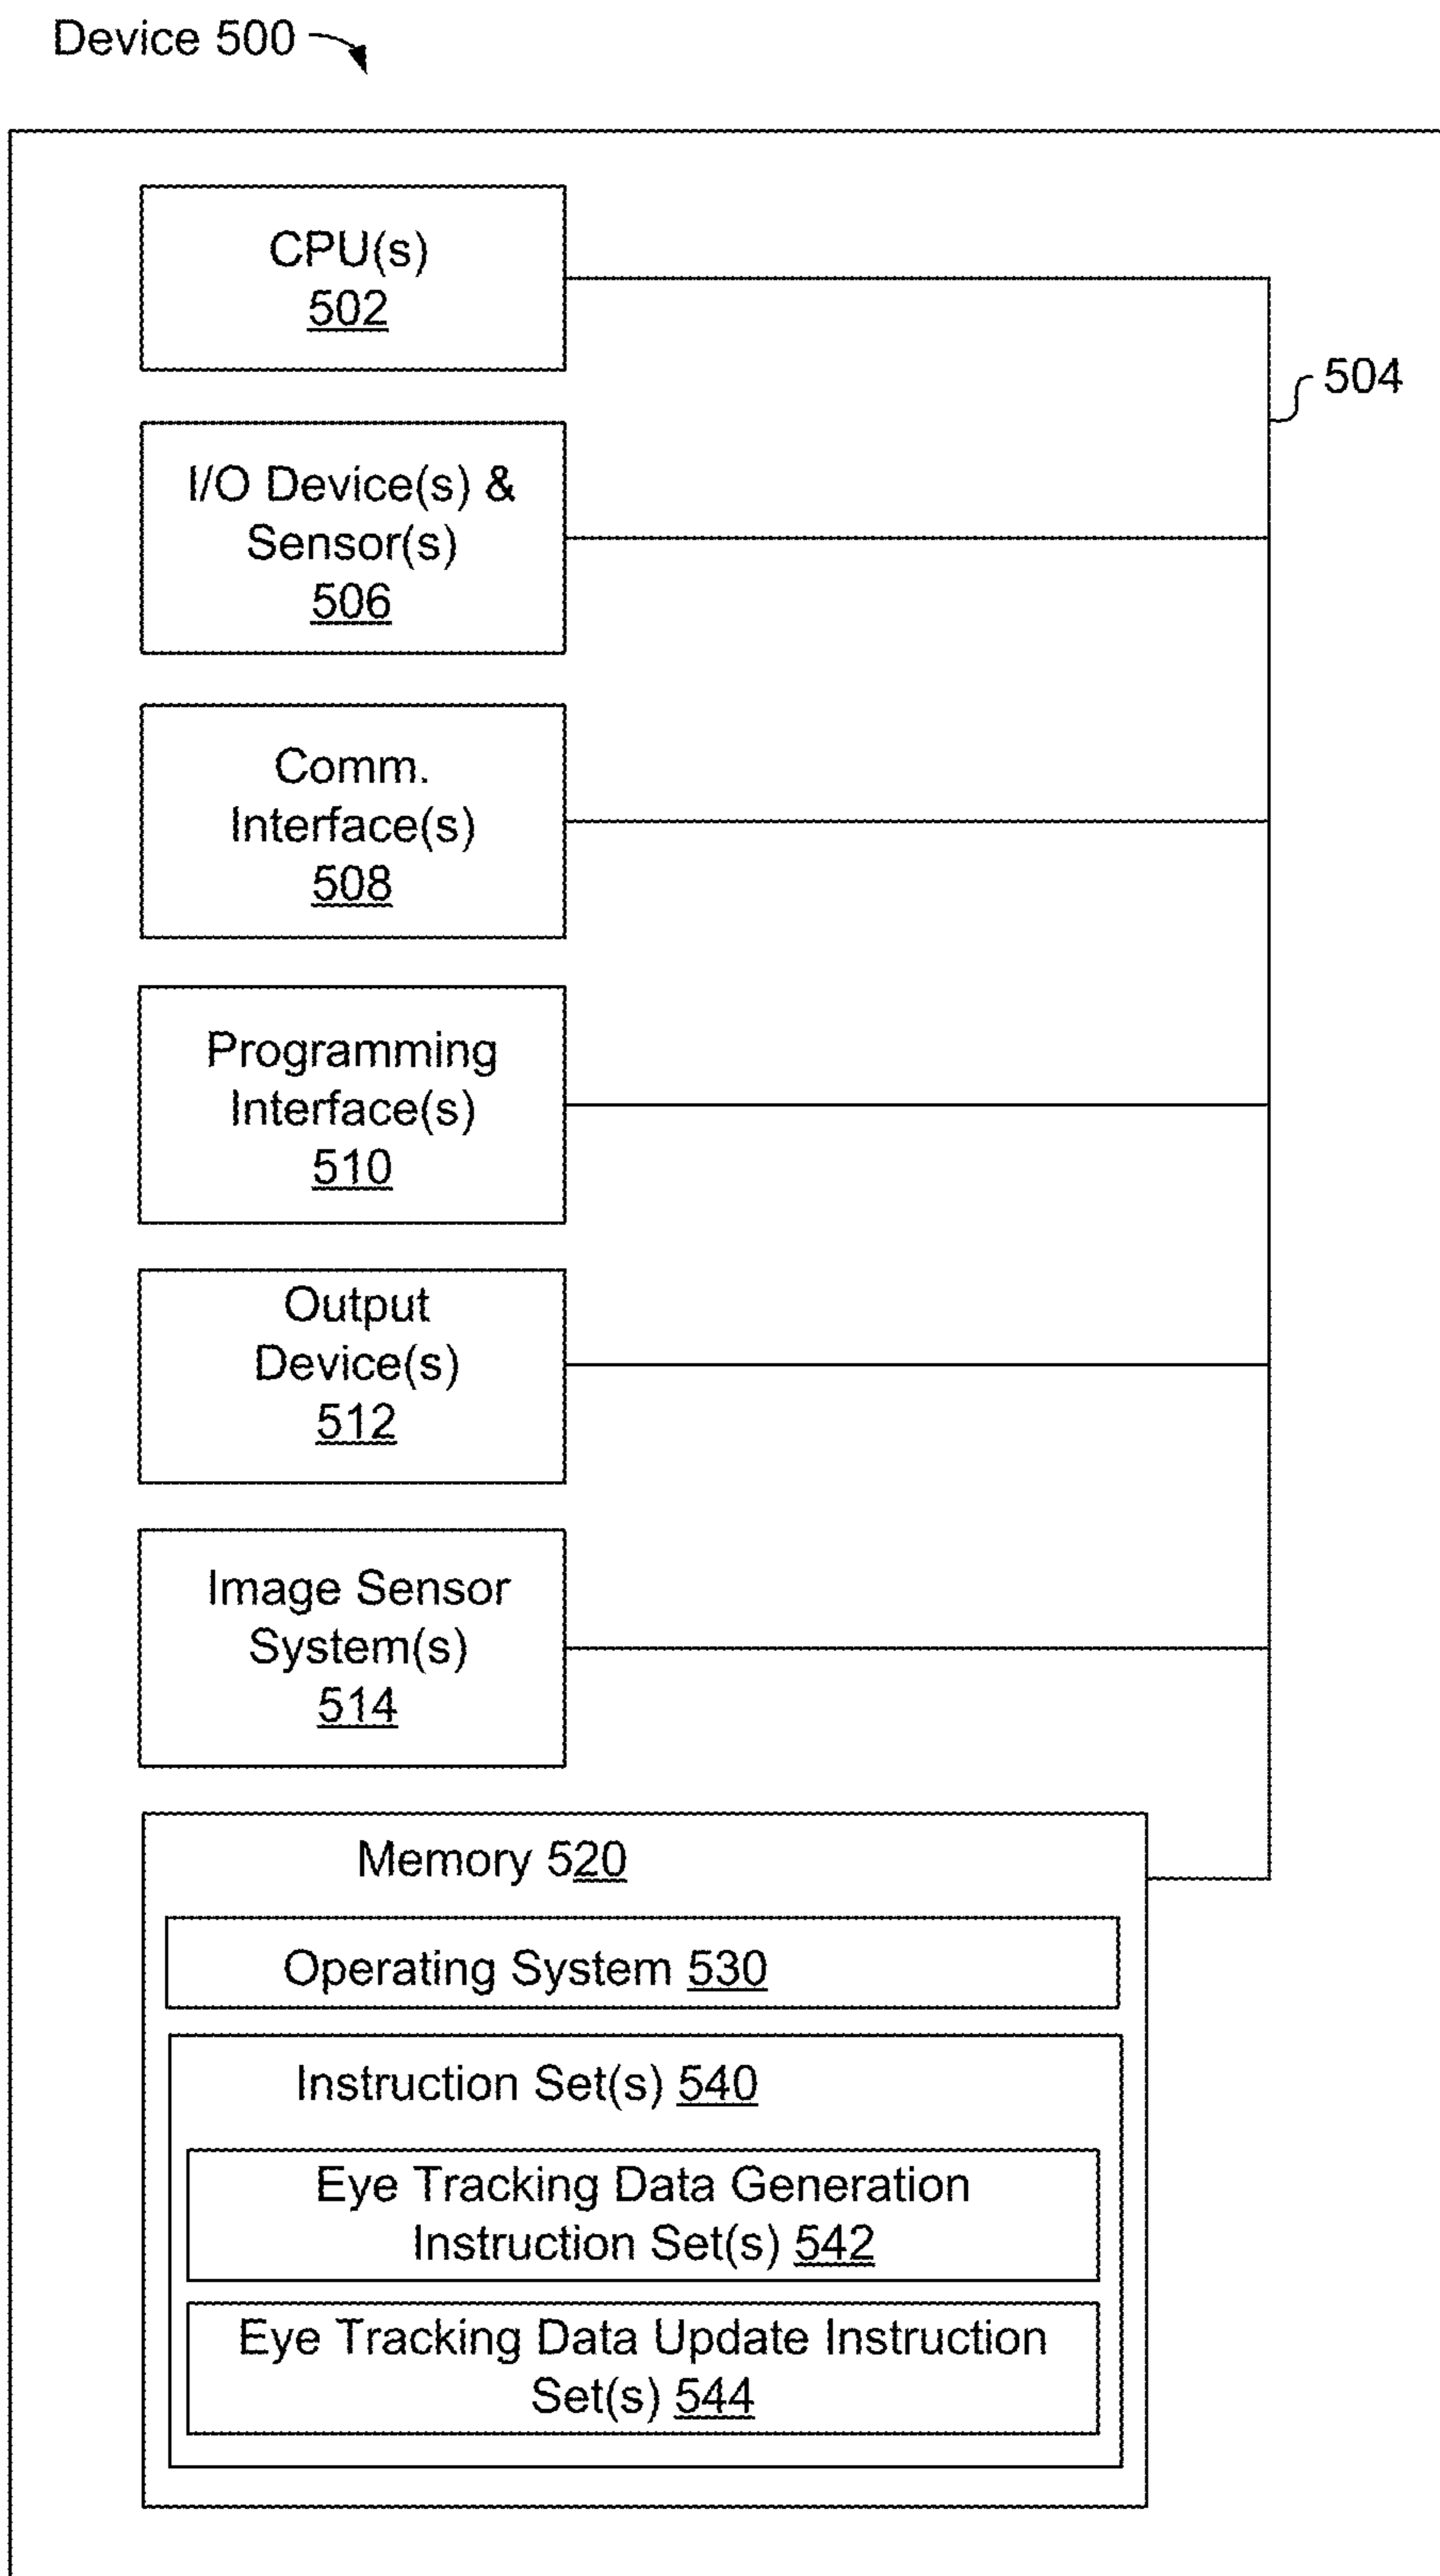 Device 500
CPU(s)
502
504
I/O Device(s) &
Sensor(s)
506
Comm.
Interface(s)
508
Programming
Interface(s)
510
Output
Device(s)
512
Image Sensor
System(s)
514
Memory 520
Operating System 530
Instruction Set(s) 540
Eye Tracking Data Generation
Instruction Set(s) 542
Eye Tracking Data Update Instruction
Set(s) 544